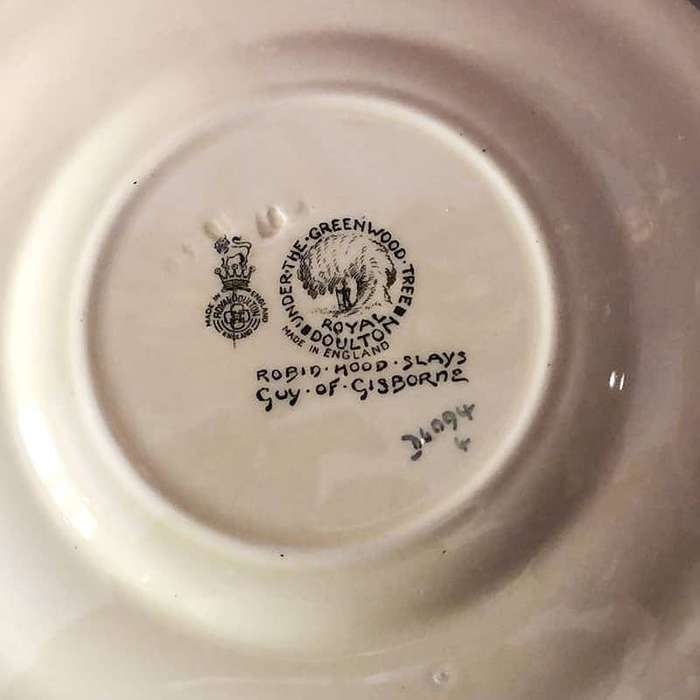 MADE IN ENGLAND
ROYAL DOULTON
ENGLAND
UNDER·THE·GREENWOOD·TREE
ROYAL
DOULTON
MADE IN ENGLAND
ROBIN·HOOD·SLAYS
GUY·OF·GISBORNE
D6094